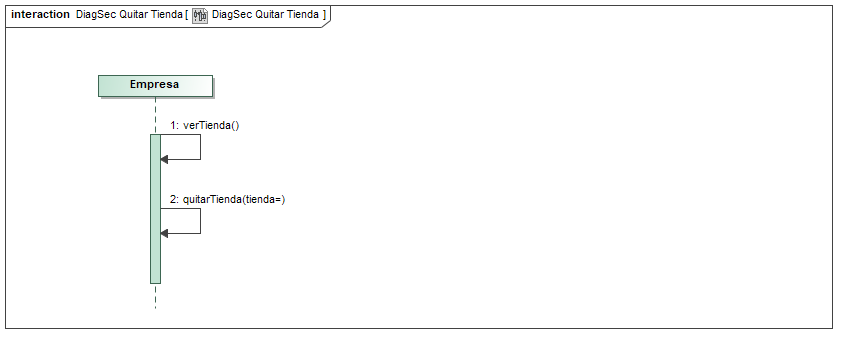 interaction DiagSec Quitar Tienda [ DiagSec Quitar Tienda ]
Empresa
1: verTienda()
2: quitarTienda(tienda=)